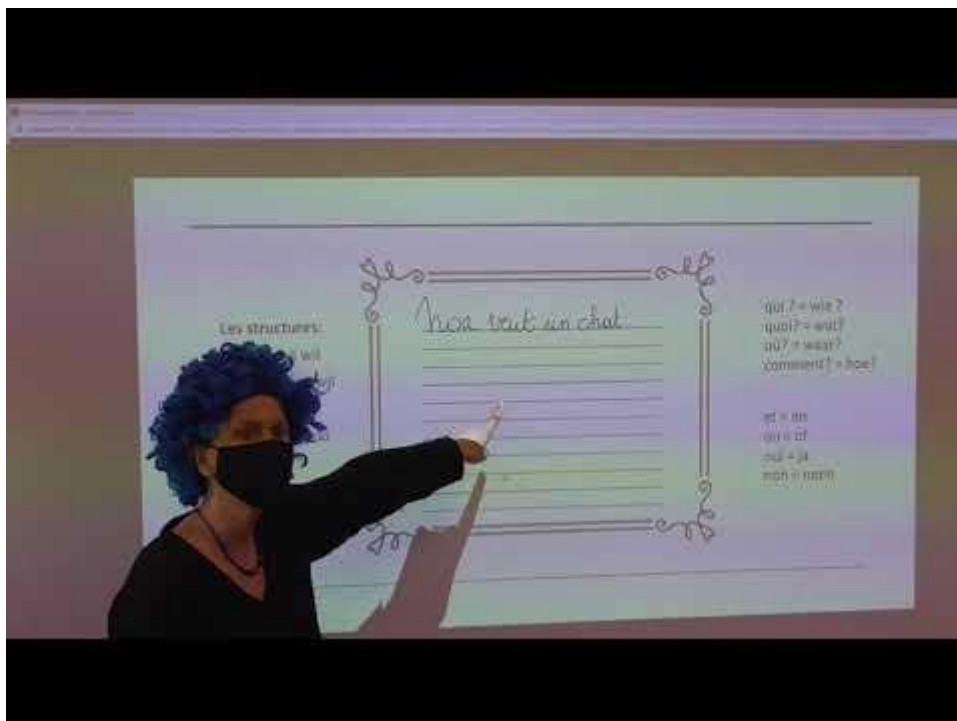 Les structures:
wil
veut un chat
qui ? = wie ?
quoi? = wat?
où? = waar?
comment? = hoe?
et = en
ou = of
oui = ja
non = neen